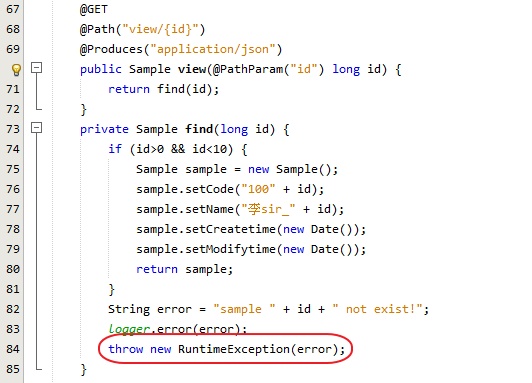 67 @GET
68 @Path("view/{id}")
69 @Produces("application/json")
public Sample view(@PathParam("id") long id) {
71 return find(id);
72 }
73 private Sample find(long id) {
74 if (id>0 && id<10) {
75 Sample sample = new Sample();
76 sample.setCode("100" + id);
77 sample.setName("李sir_" + id);
78 sample.setCreatetime(new Date());
79 sample.setModifytime(new Date());
80 return sample;
81 }
82 String error = "sample " + id + " not exist!";
83 logger.error(error);
84 throw new RuntimeException(error);
85 }